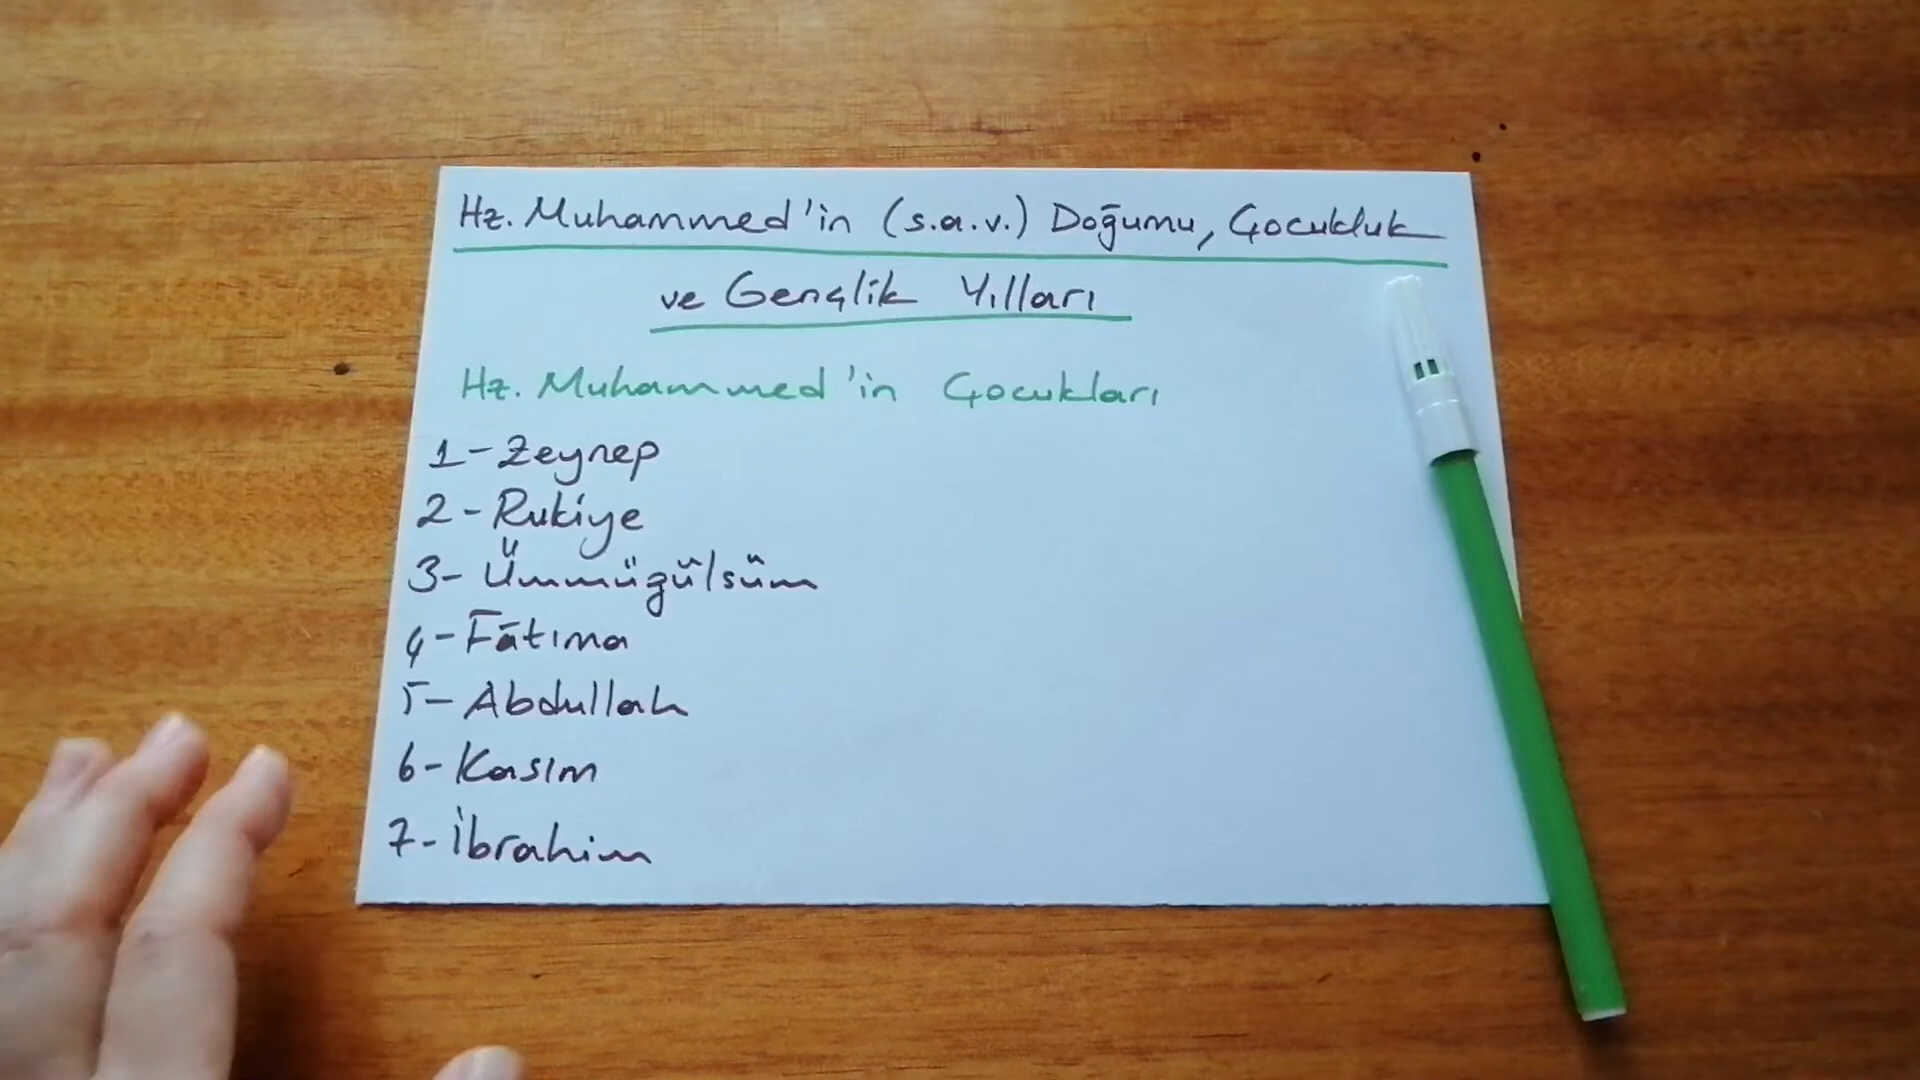 Hz. Muhammed'in (s.a.v.) Doğumu, Çocukluk
ve Gençlik Yılları
Hz. Muhammed'in Çocukları
1- Zeynep
2- Rukiye
3- Ümmügülsüm
4- Fātıma
5- Abdullah
6- Kasım
7- İbrahim